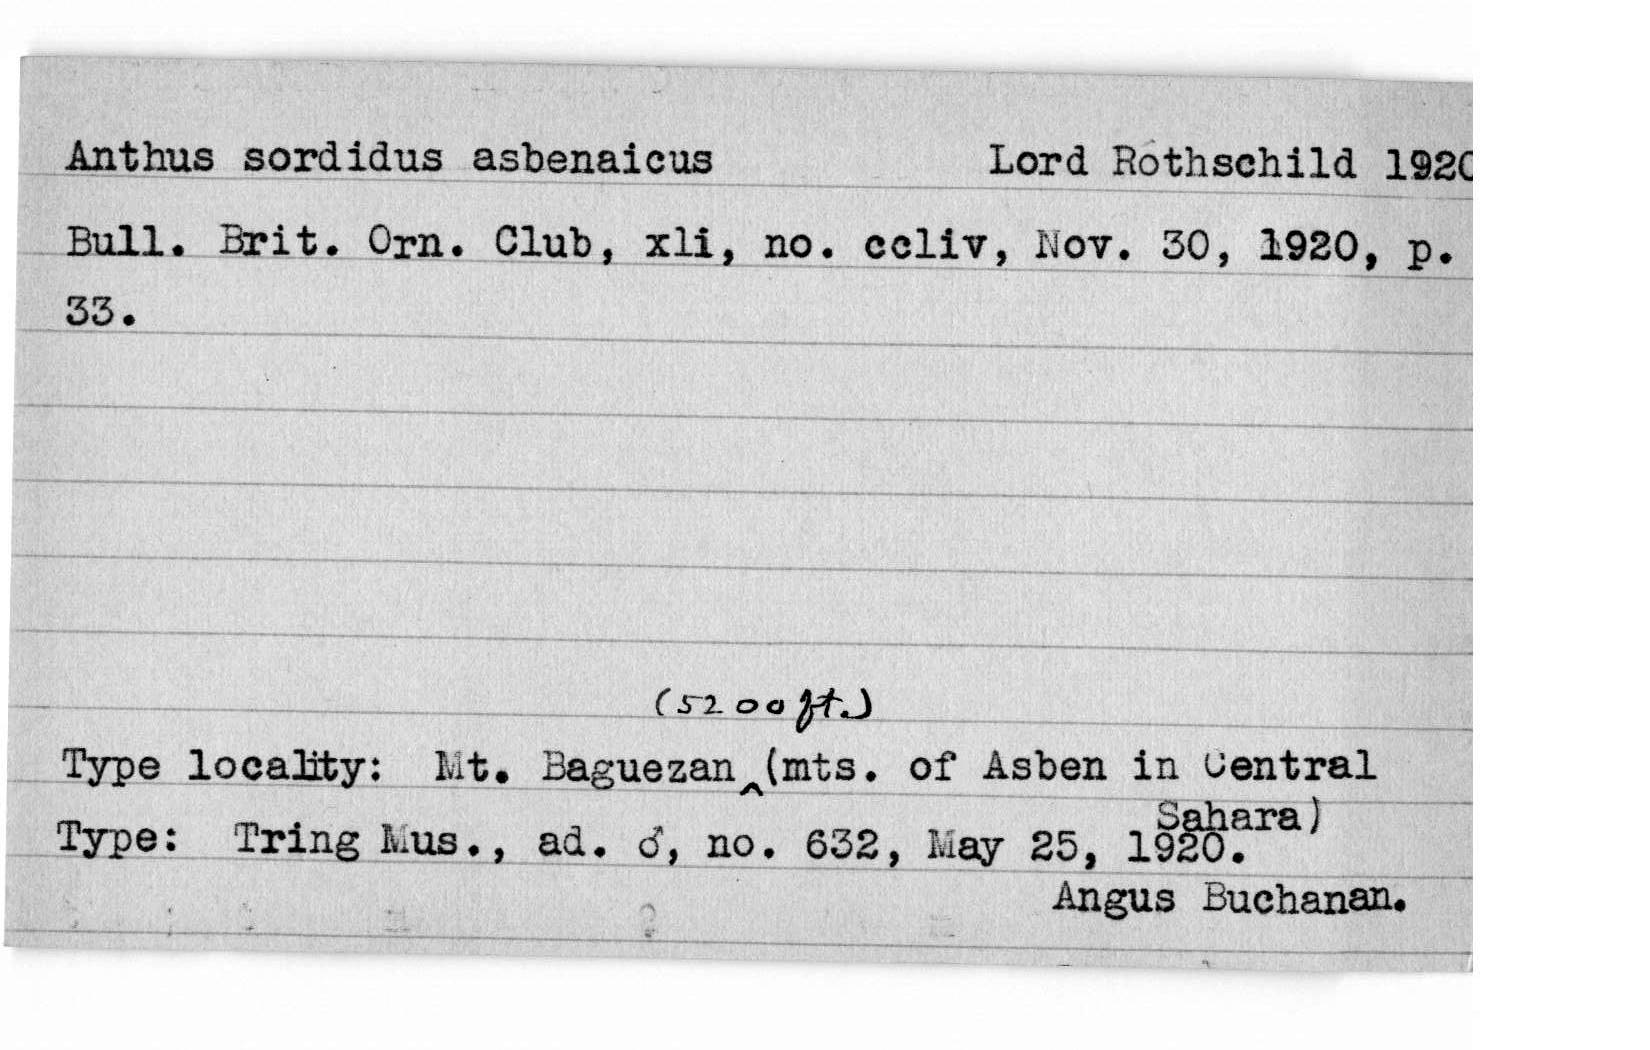 Anthus sordidus asbenaicus Lord Rothschild 1920
Bull. Brit. Orn. Club, xli, no. ccliv, Nov. 30, 1920, p.
33.
(5200 ft.)
Type locality: Mt. Baguezan ‸ (mts. of Asben in Central
Sahara)
Type: Tring Mus., ad. ♂, no. 632, May 25, 1920.
Angus Buchanan.